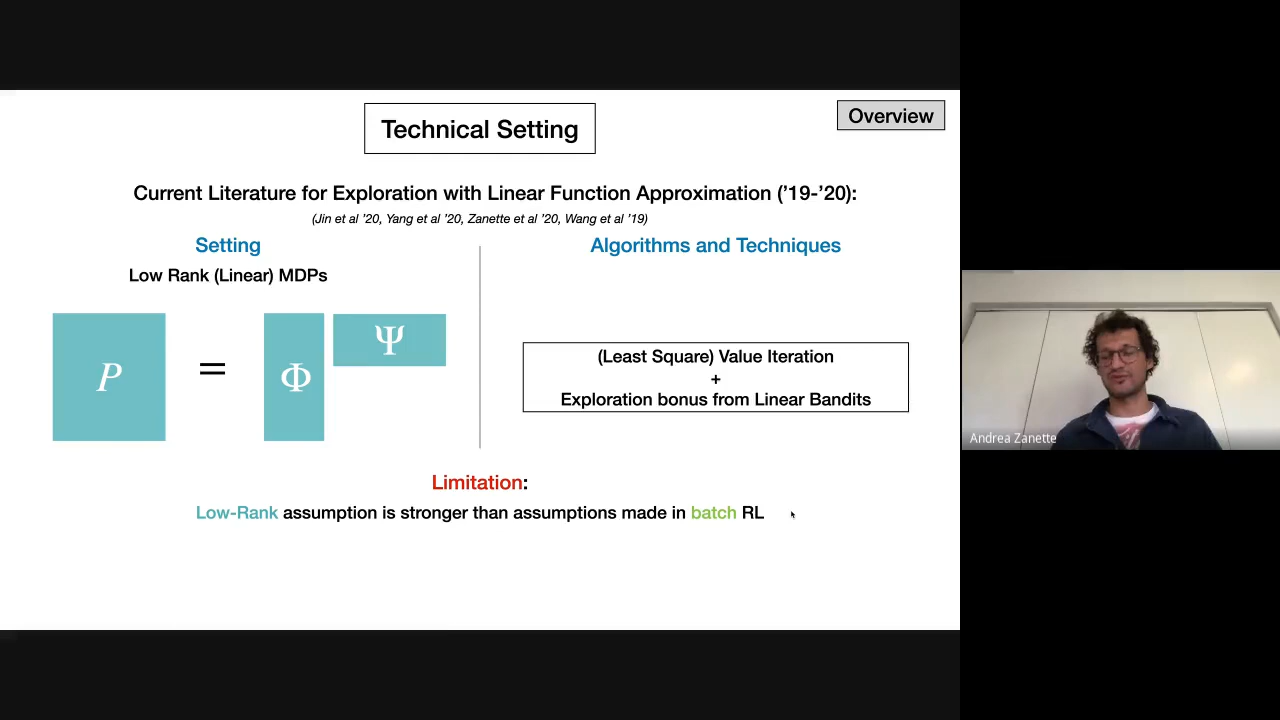 Technical Setting
Overview
Current Literature for Exploration with Linear Function Approximation ('19-'20):
(Jin et al '20, Yang et al '20, Zanette et al '20, Wang et al '19)
Setting
Low Rank (Linear) MDPs
P = Φ Ψ
Algorithms and Techniques
(Least Square) Value Iteration
+
Exploration bonus from Linear Bandits
Limitation:
Low-Rank assumption is stronger than assumptions made in batch RL
Andrea Zanette